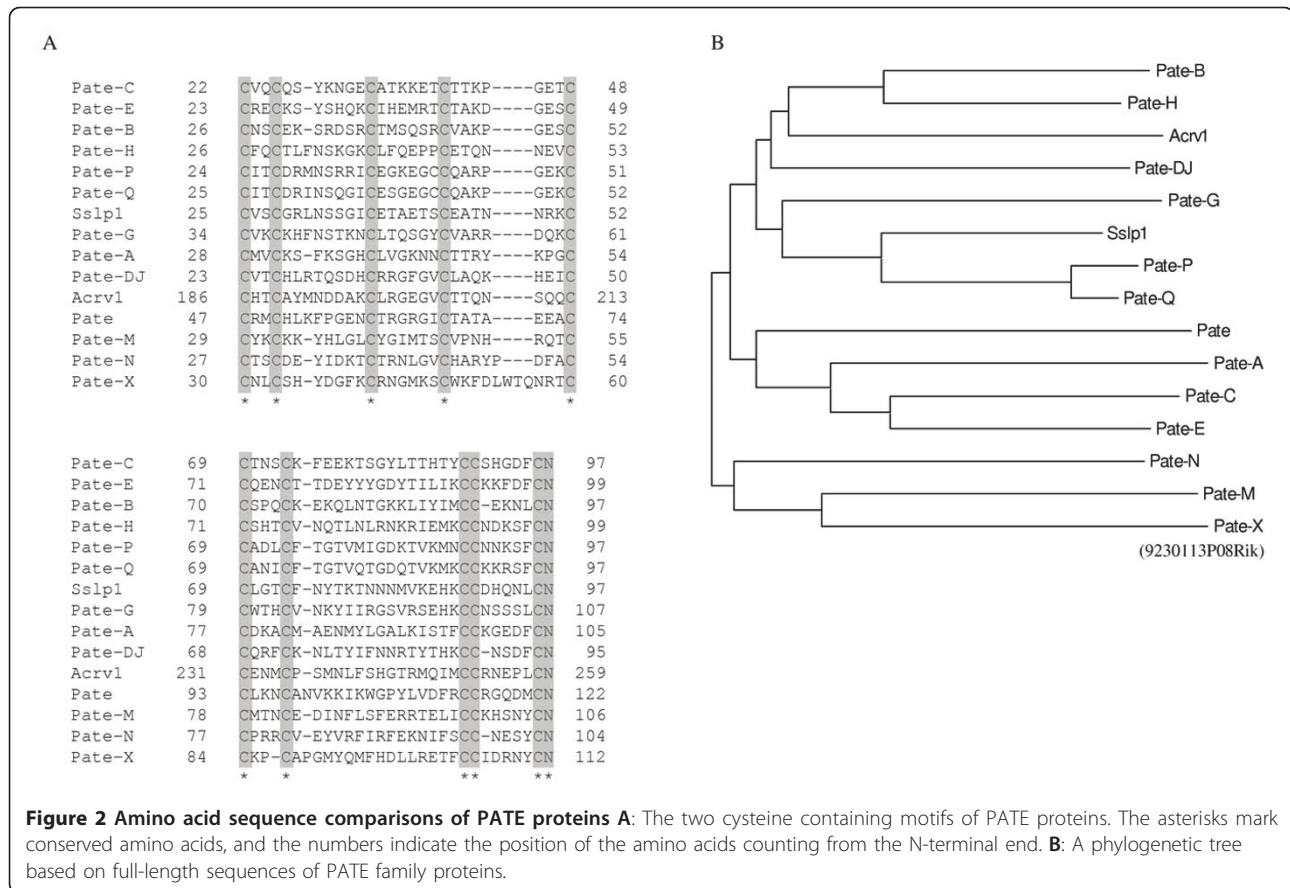 A
Pate-C 22 CVQCQS-YKNGECATKKETCTTKP----GETC 48
Pate-E 23 CRECKS-YSHQKCIHEMRTCTAKD----GESC 49
Pate-B 26 CNSCEK-SRDSRCTMSQSRCVAKP----GESC 52
Pate-H 26 CFQCTLFNSKGKCLFQEPPCETQN----NEVC 53
Pate-P 24 CITCDRMNSRRICEGKEGCCQARP----GEKC 51
Pate-Q 25 CITCDRINSQGICESGEGCCQAKP----GEKC 52
Sslp1 25 CVSCGRLNSSGICETAETSCEATN----NRKC 52
Pate-G 34 CVKCKHFNSTKNCLTQSGYCVARR----DQKC 61
Pate-A 28 CMVCKS-FKSGHCLVGKNNCTTRY----KPGC 54
Pate-DJ 23 CVTCHLRTQSDHCRRGFGVCLAQK----HEIC 50
Acrv1 186 CHTCAYMNDDAKCLRGEGVCTTQN----SQQC 213
Pate 47 CRMCHLKFPGENCTRGRGICTATA----EEAC 74
Pate-M 29 CYKCKK-YHLGLCYGIMTSCVPNH----RQTC 55
Pate-N 27 CTSCDE-YIDKTCTRNLGVCHARYP---DFAC 54
Pate-X 30 CNLCSH-YDGFKCRNGMKSCWKFDLWTQNRTC 60
* * * * *
Pate-C 69 CTNSCK-FEEKTSGYLTTHTYCCSHGDFCN 97
Pate-E 71 CQENCT-TDEYYYGDYTILIKCCKKFDFCN 99
Pate-B 70 CSPQCK-EKQLNTGKKLIYIMCC-EKNLCN 97
Pate-H 71 CSHTCV-NQTLNLRNKRIEMKCCNDKSFCN 99
Pate-P 69 CADLCF-TGTVMIGDKTVKMNCCNNKSFCN 97
Pate-Q 69 CANICF-TGTVQTGDQTVKMKCCKKRSFCN 97
Sslp1 69 CLGTCF-NYTKTNNNMVKEHKCCDHQNLCN 97
Pate-G 79 CWTHCV-NKYIIRGSVRSEHKCCNSSSLCN 107
Pate-A 77 CDKACM-AENMYLGALKISTFCCKGEDFCN 105
Pate-DJ 68 CQRFCK-NLTYIFNNRTYTHKCC-NSDFCN 95
Acrv1 231 CENMCP-SMNLFSHGTRMQIMCCRNEPLCN 259
Pate 93 CLKNCANVKKIKWGPYLVDFRCCRGQDMCN 122
Pate-M 78 CMTNCE-DINFLSFERRTELICCKHSNYCN 106
Pate-N 77 CPRRCV-EYVRFIRFEKNIFSCC-NESYCN 104
Pate-X 84 CKP-CAPGMYQMFHDLLRETFCCIDRNYCN 112
* * ** **
B
Pate-B
Pate-H
Acrv1
Pate-DJ
Pate-G
Sslp1
Pate-P
Pate-Q
Pate
Pate-A
Pate-C
Pate-E
Pate-N
Pate-M
Pate-X
(9230113P08Rik)
Figure 2 Amino acid sequence comparisons of PATE proteins A: The two cysteine containing motifs of PATE proteins. The asterisks mark
conserved amino acids, and the numbers indicate the position of the amino acids counting from the N-terminal end. B: A phylogenetic tree
based on full-length sequences of PATE family proteins.